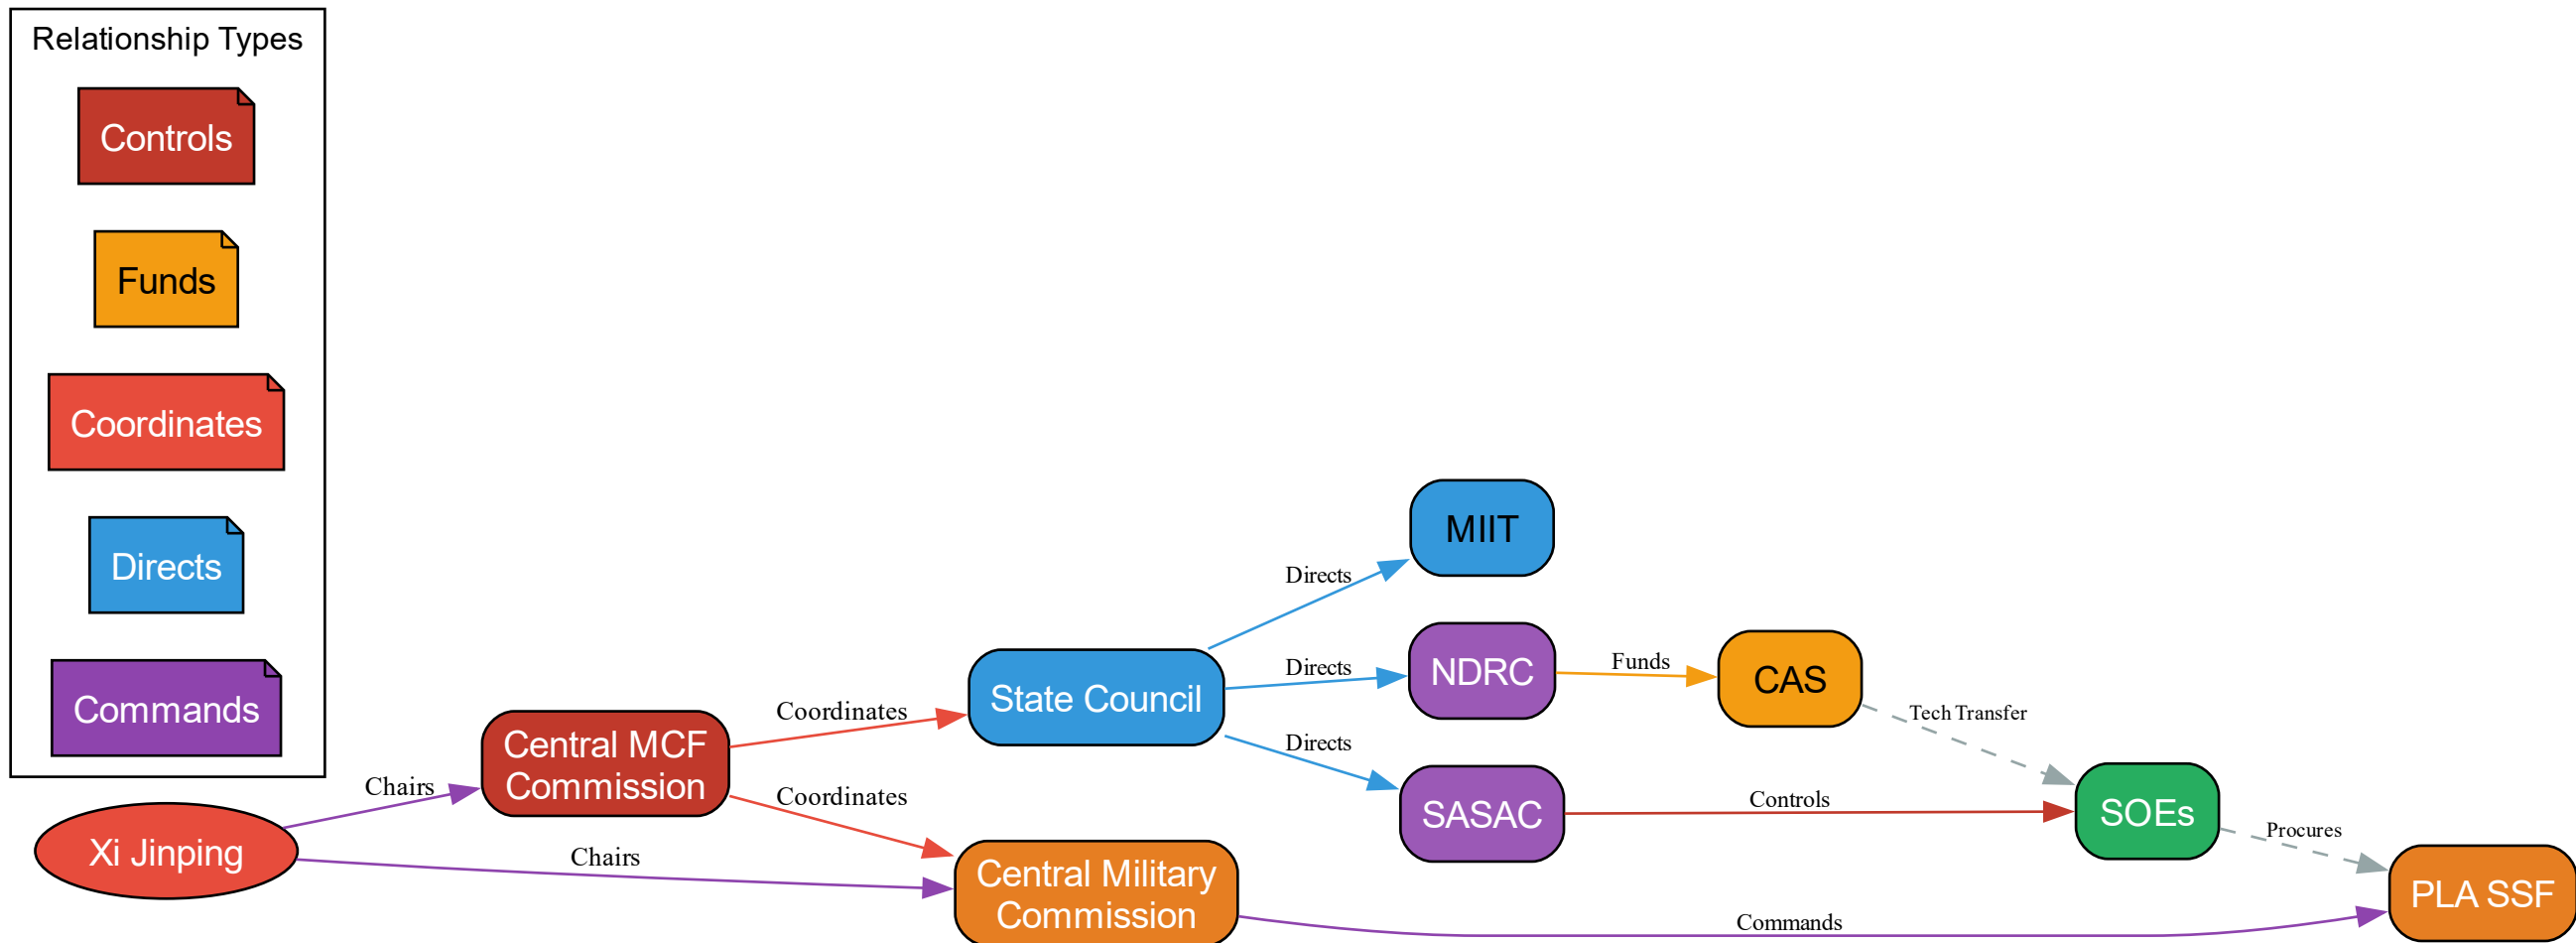 Relationship Types
Controls
Funds
Coordinates
Directs
Commands
Xi Jinping
Chairs
Chairs
Central MCF
Commission
Coordinates
Coordinates
State Council
Central Military
Commission
Directs
Directs
Directs
MIIT
NDRC
SASAC
Funds
CAS
Controls
Commands
Tech Transfer
SOEs
Procures
PLA SSF